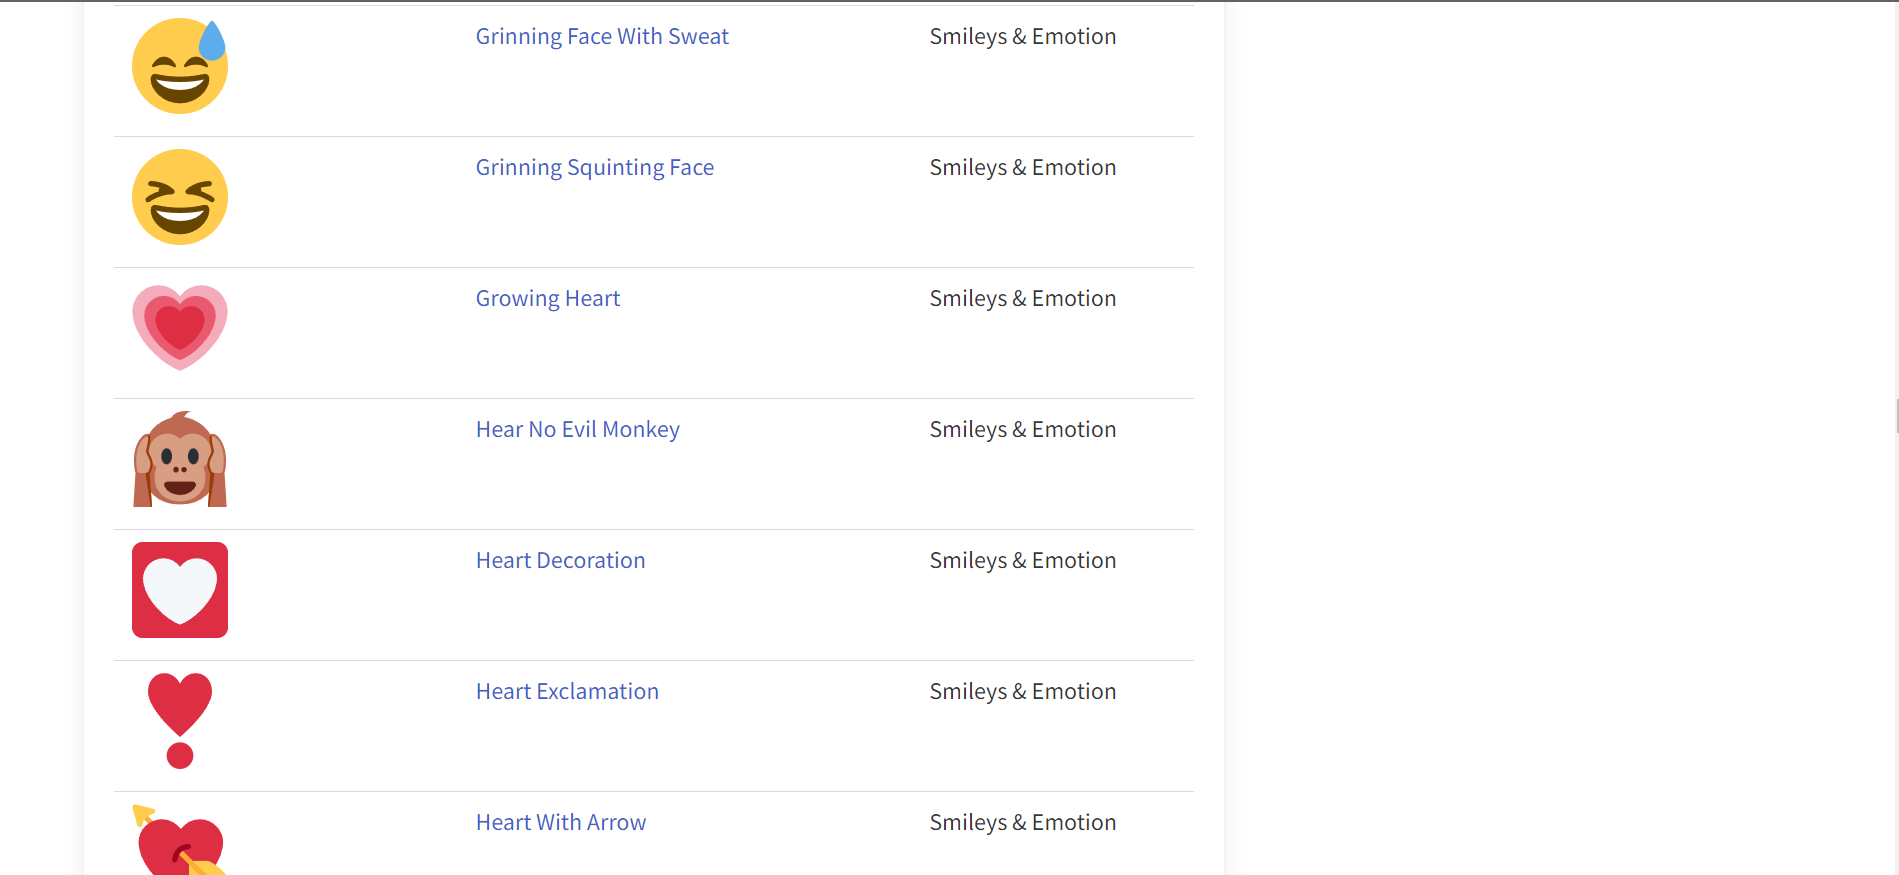 Grinning Face With Sweat Smileys & Emotion
Grinning Squinting Face Smileys & Emotion
Growing Heart Smileys & Emotion
Hear No Evil Monkey Smileys & Emotion
Heart Decoration Smileys & Emotion
Heart Exclamation Smileys & Emotion
Heart With Arrow Smileys & Emotion